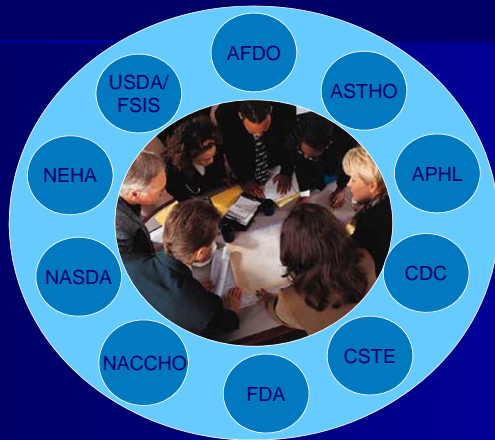 AFDO
ASTHO
APHL
CDC
CSTE
FDA
NACCHO
NASDA
NEHA
USDA/
FSIS